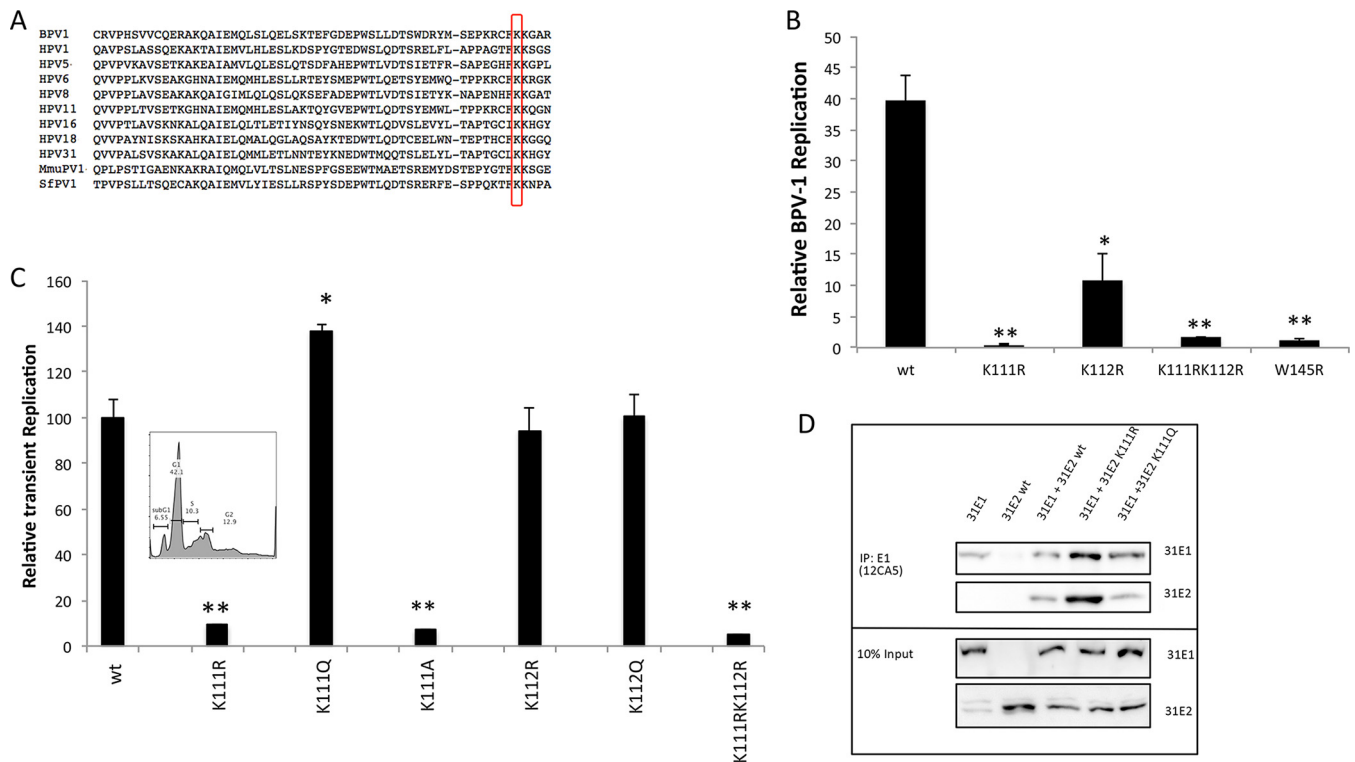 A
BPV1 CRVPHSVVCQERAKQAIEMQLSLQELSKTEFGDEPWSLLDTSWDRYM-SEPKRCFKKGAR
HPV1 QAVPLSSAQEKTKATIEMVLHLESLKDSPYGTEDWSLQDTSRELFL-APPAGTFKKSGS
HPV5 QPVPVKAVSETKAKEAIAMVLQLESLQTSDFAHEPWTLVDTSIETFR-SAPEGHFKKGPL
HPV6 QVVPPLKVSEAKGHNAIEMQMHLESLLRTEYSMEPWTLQETSYEMWQ-TPPKRCFKKRGK
HPV8 QPVPPLPVSETKAKQAIGIMLQLQSLQKSEFADEPWTLVDTSIETYK-NAPENHFKKGAT
HPV11 QVVPPLTVSETKGHNAIEMQMHLESLAKTQYGVEPWTLQDTSYEMWL-TPPKRCFKKQGN
HPV16 QVVPTLAVSKNKALQAIELQLTLETIYNSQYSNEKWTLQDVSLEVYL-TAPTGCIKKHGY
HPV18 QVVPAYNISKSKAHKAIELQMALQGLAQSAYKTEDWTLQDTCEELWN-TEPTHCFKKGGQ
HPV31 QVVPALSVSKAKALQAIELQMMLETLNNTEYKNEDWTMQQTSLELYL-TAPTGCLKKHGY
MmuPV1 QPLPSTIGAENKAKRAIQMQLVLTSLNESPFGSEEWTMAETSREMYDSTEPYGTFKKSGE
SfPV1 TPVPSLLTSQECAKQAIEMVLYIESLLRSPYSDEPWTLQDTSRERFE-SPPQKTFKKNPA
B
Relative BPV-1 Replication
50
45
40
35
30
25
20
15
10
5
0
** * ** **
wt K111R K112R K111RK112R W145R
C
Relative transient Replication
160
140
120
100
80
60
40
20
0
G1
42.1
subG1
6.55
S
10.3
G2
12.9
** * ** **
wt K111R K111Q K111A K112R K112Q K111RK112R
D
31E1 31E2 wt 31E1 + 31E2 wt 31E1 + 31E2 K111R 31E1 +31E2 K111Q
IP: E1
(12CA5)
31E1
31E2
10% Input
31E1
31E2